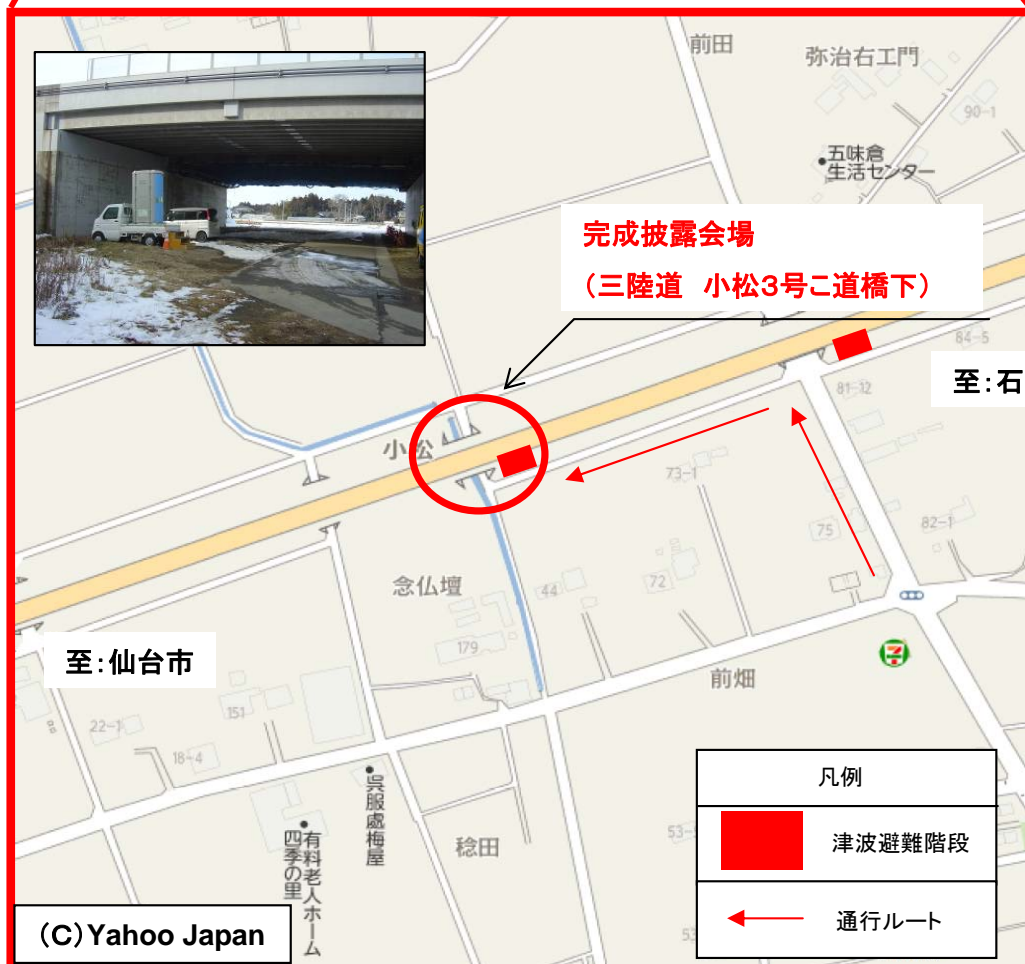 前田
弥治右エ門
90-1
五味倉
生活センター
完成披露会場
（三陸道　小松３号こ道橋下）
84-5
至：石
81-12
小松
73-1
75
82-1
念仏壇
44
72
179
至：仙台市
前畑
151
22-1
18-4
呉服處梅屋
稔田
有料老人ホーム
四季の里
凡例
津波避難階段
通行ルート
(C)Yahoo Japan